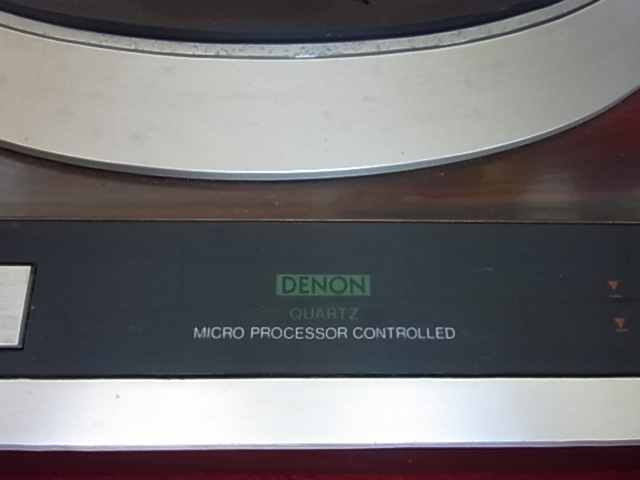 DENON
QUARTZ
MICRO PROCESSOR CONTROLLED